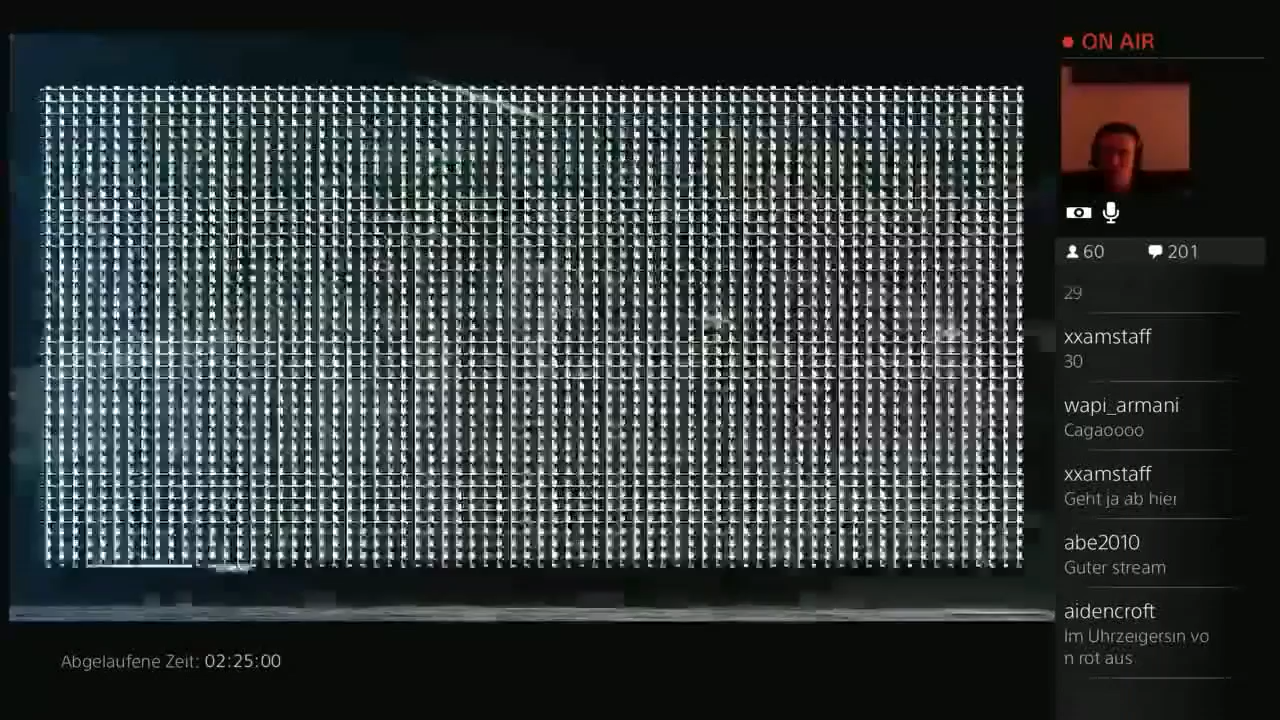 ON AIR
60 201
29
xxamstaff
30
wapi_armani
Cagaoooo
xxamstaff
Geht ja ab hier
abe2010
Guter stream
aidencroft
Im Uhrzeigersin vo
n rot aus
Abgelaufene Zeit: 02:25:00